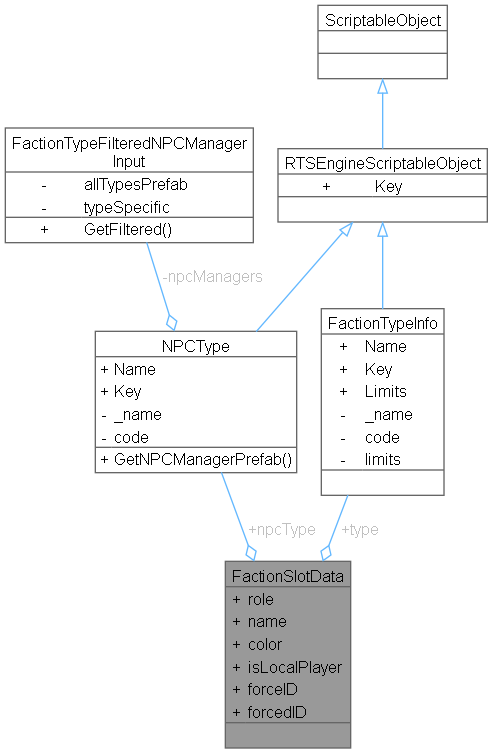 ScriptableObject
RTSEngineScriptableObject
+ Key
FactionTypeFilteredNPCManager
Input
- allTypesPrefab
- typeSpecific
+ GetFiltered()
-npcManagers
NPCType
+ Name
+ Key
- _name
- code
+ GetNPCManagerPrefab()
FactionTypeInfo
+ Name
+ Key
+ Limits
- _name
- code
- limits
+npcType
+type
FactionSlotData
+ role
+ name
+ color
+ isLocalPlayer
+ forceID
+ forcedID